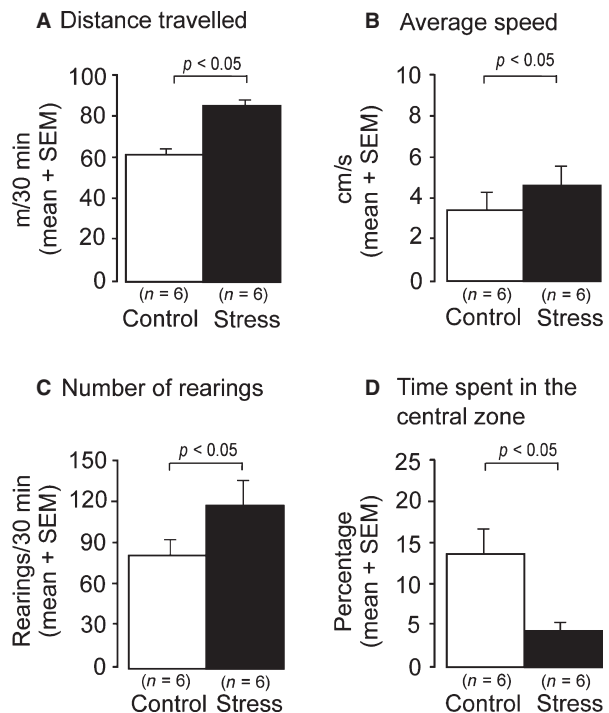 A Distance travelled
p < 0.05
m/30 min
(mean + SEM)
100
80
60
40
20
0
(n = 6)
(n = 6)
Control
Stress
B Average speed
p < 0.05
cm/s
(mean + SEM)
10
8
6
4
2
0
(n = 6)
(n = 6)
Control
Stress
C Number of rearings
p < 0.05
Rearings/30 min
(mean + SEM)
150
120
90
60
30
0
(n = 6)
(n = 6)
Control
Stress
D Time spent in the
central zone
p < 0.05
Percentage
(mean + SEM)
25
20
15
10
5
0
(n = 6)
(n = 6)
Control
Stress